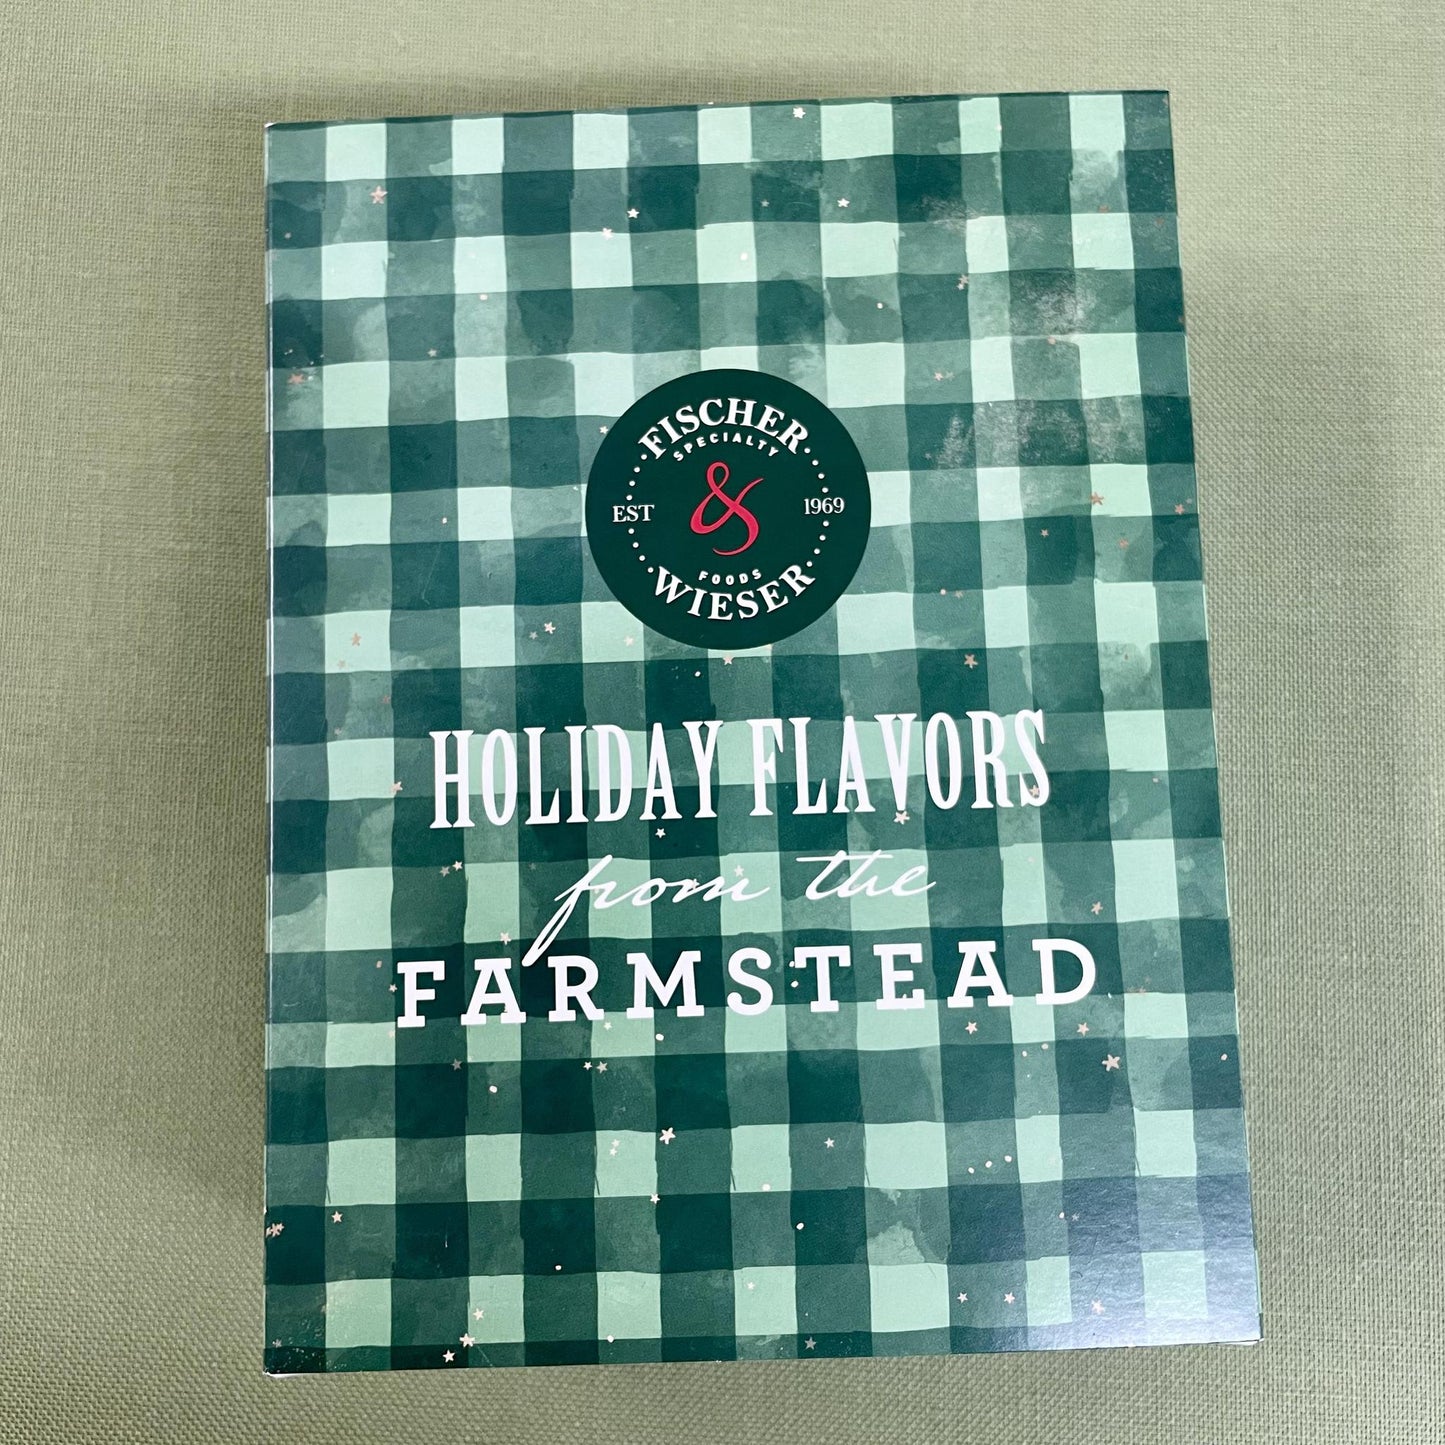 FISCHER
SPECIALTY
EST & 1969
FOODS
WIESER
HOLIDAY FLAVORS
from the
FARMSTEAD